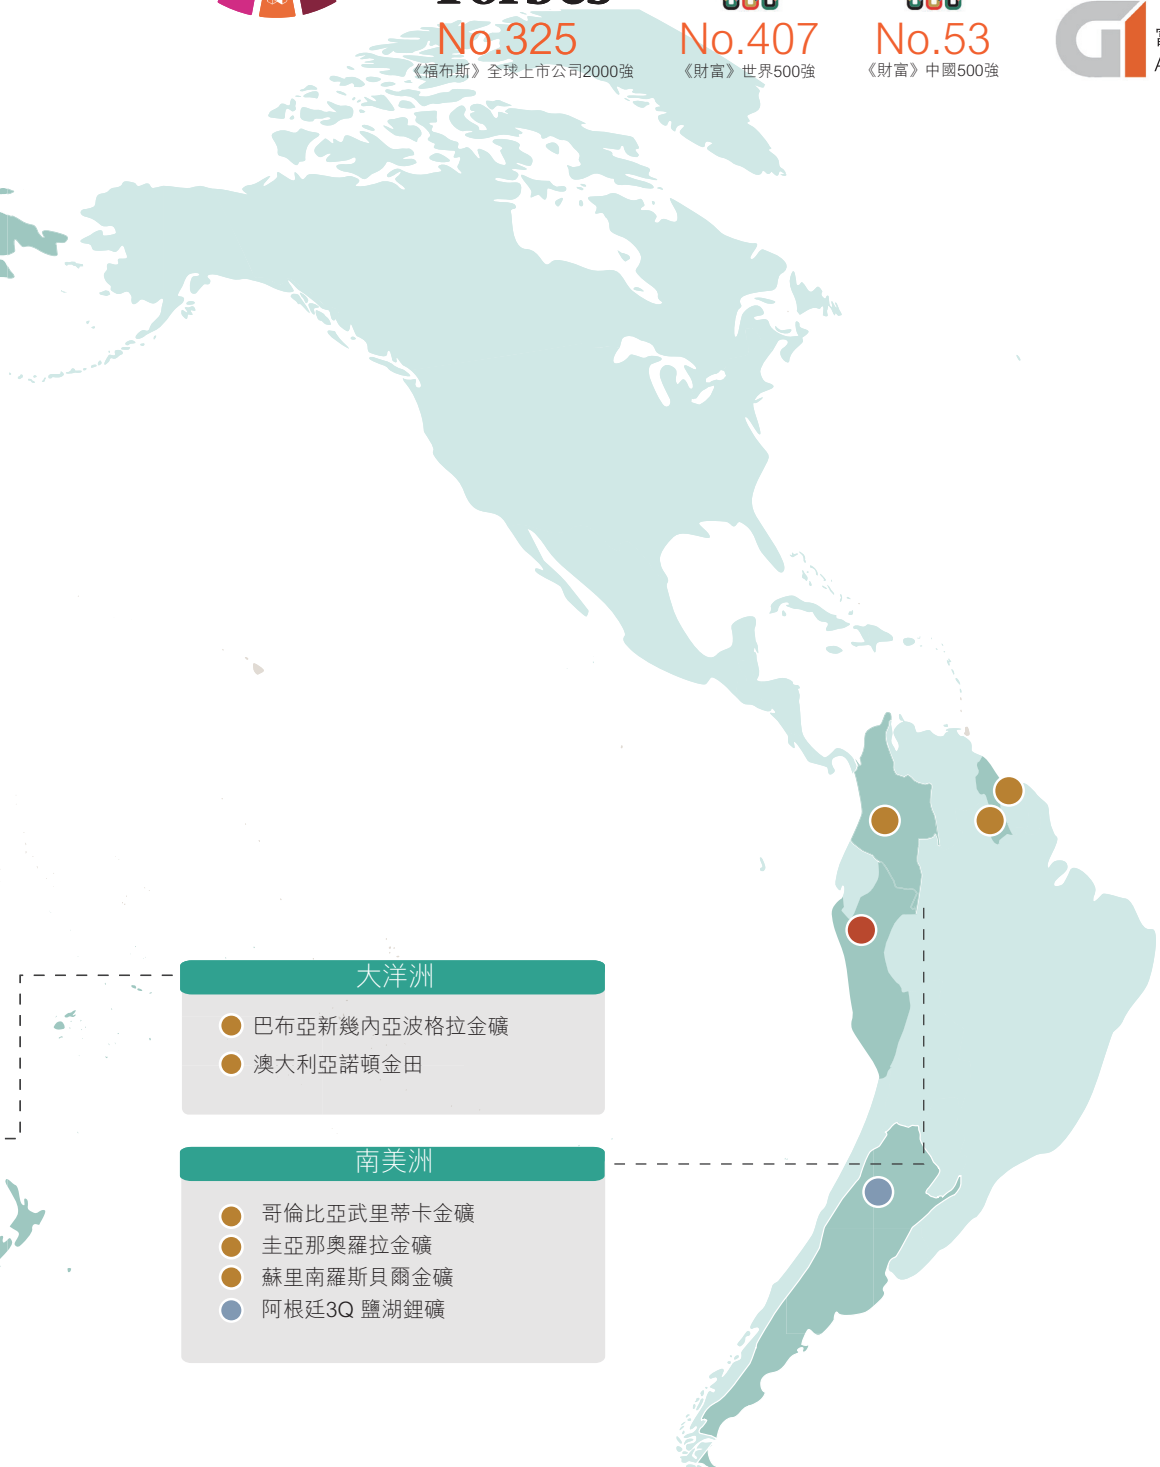 Forbes
No.325
No.407
No.53
《福布斯》全球上市公司2000強
《財富》世界500強
《財富》中國500強
大洋洲
巴布亞新幾內亞波格拉金礦
澳大利亞諾頓金田
南美洲
哥倫比亞武里蒂卡金礦
圭亞那奧羅拉金礦
蘇里南羅斯貝爾金礦
阿根廷3Q 鹽湖鋰礦